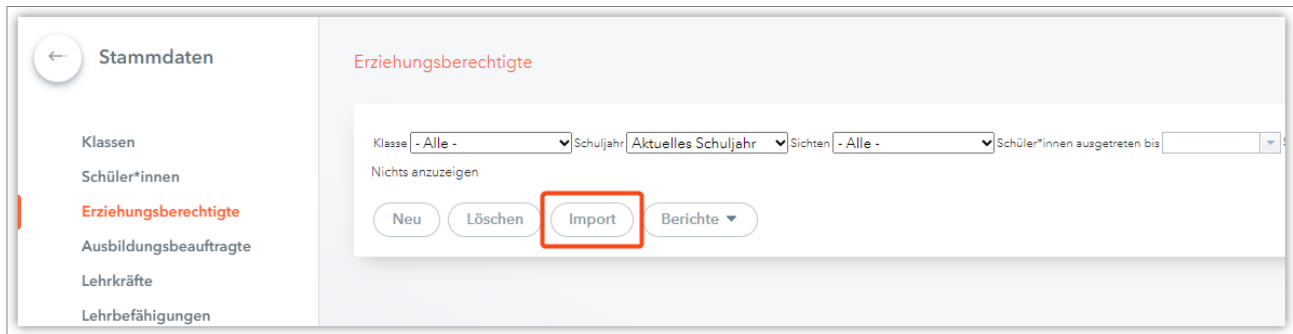 Stammdaten
Erziehungsberechtigte
Klassen
Schüler*innen
Erziehungsberechtigte
Ausbildungsbeauftragte
Lehrkräfte
Lehrbefähigungen
Klasse - Alle - Schuljahr Aktuelles Schuljahr Sichten - Alle - Schüler*innen ausgetreten bis
Nichts anzuzeigen
Neu Löschen Import Berichte